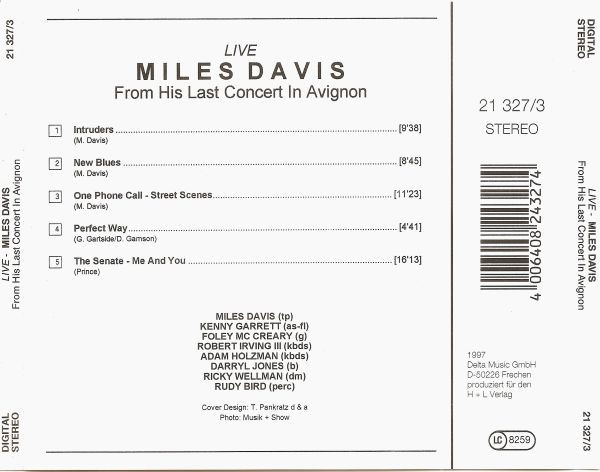 21 327/3
LIVE - MILES DAVIS
From His Last Concert In Avignon
DIGITAL
STEREO
LIVE
MILES DAVIS
From His Last Concert In Avignon
1 Intruders [9'38]
(M. Davis)
2 New Blues [8'45]
(M. Davis)
3 One Phone Call - Street Scenes [11'23]
(M. Davis)
4 Perfect Way [4'41]
(G. Gartside/D. Gamson)
5 The Senate - Me And You [16'13]
(Prince)
MILES DAVIS (tp)
KENNY GARRETT (as-fl)
FOLEY MC CREARY (g)
ROBERT IRVING III (kbds)
ADAM HOLZMAN (kbds)
DARRYL JONES (b)
RICKY WELLMAN (dm)
RUDY BIRD (perc)
Cover Design: T. Pankratz d & a
Photo: Musik + Show
21 327/3
STEREO
4 006408 243274
1997
Delta Music GmbH
D-50226 Frechen
produziert für den
H + L Verlag
LC 8259
DIGITAL
STEREO
LIVE - MILES DAVIS
From His Last Concert In Avignon
21 327/3